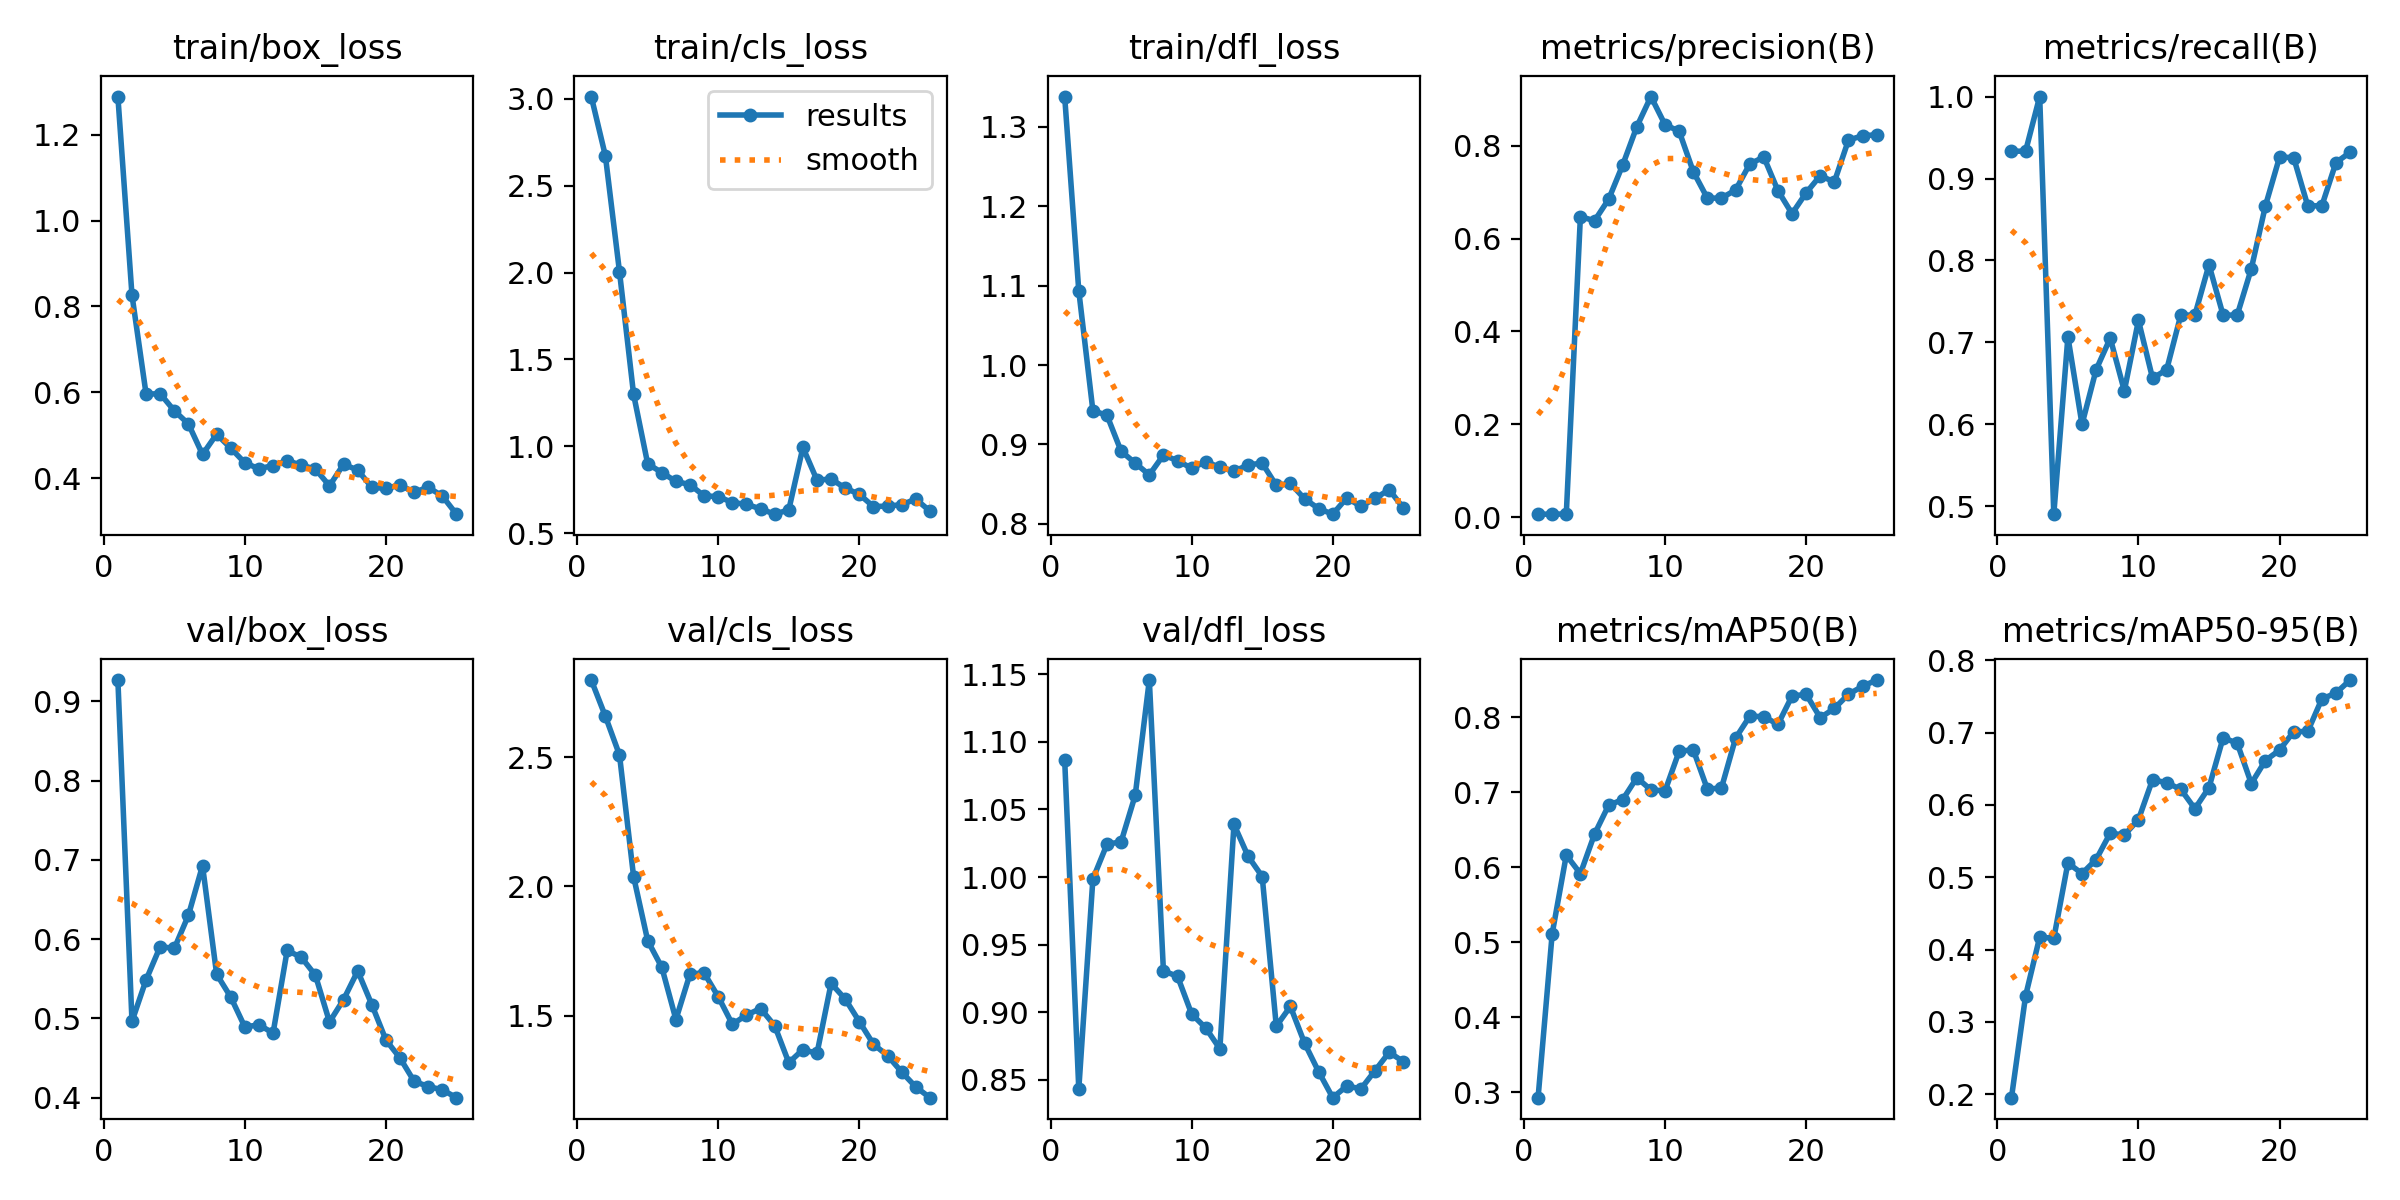 train/box_loss
1.2
1.0
0.8
0.6
0.4
0 10 20
train/cls_loss
results
smooth
3.0
2.5
2.0
1.5
1.0
0.5
0 10 20
train/dfl_loss
1.3
1.2
1.1
1.0
0.9
0.8
0 10 20
metrics/precision(B)
0.8
0.6
0.4
0.2
0.0
0 10 20
metrics/recall(B)
1.0
0.9
0.8
0.7
0.6
0.5
0 10 20
val/box_loss
0.9
0.8
0.7
0.6
0.5
0.4
0 10 20
val/cls_loss
2.5
2.0
1.5
0 10 20
val/dfl_loss
1.15
1.10
1.05
1.00
0.95
0.90
0.85
0 10 20
metrics/mAP50(B)
0.8
0.7
0.6
0.5
0.4
0.3
0 10 20
metrics/mAP50-95(B)
0.8
0.7
0.6
0.5
0.4
0.3
0.2
0 10 20